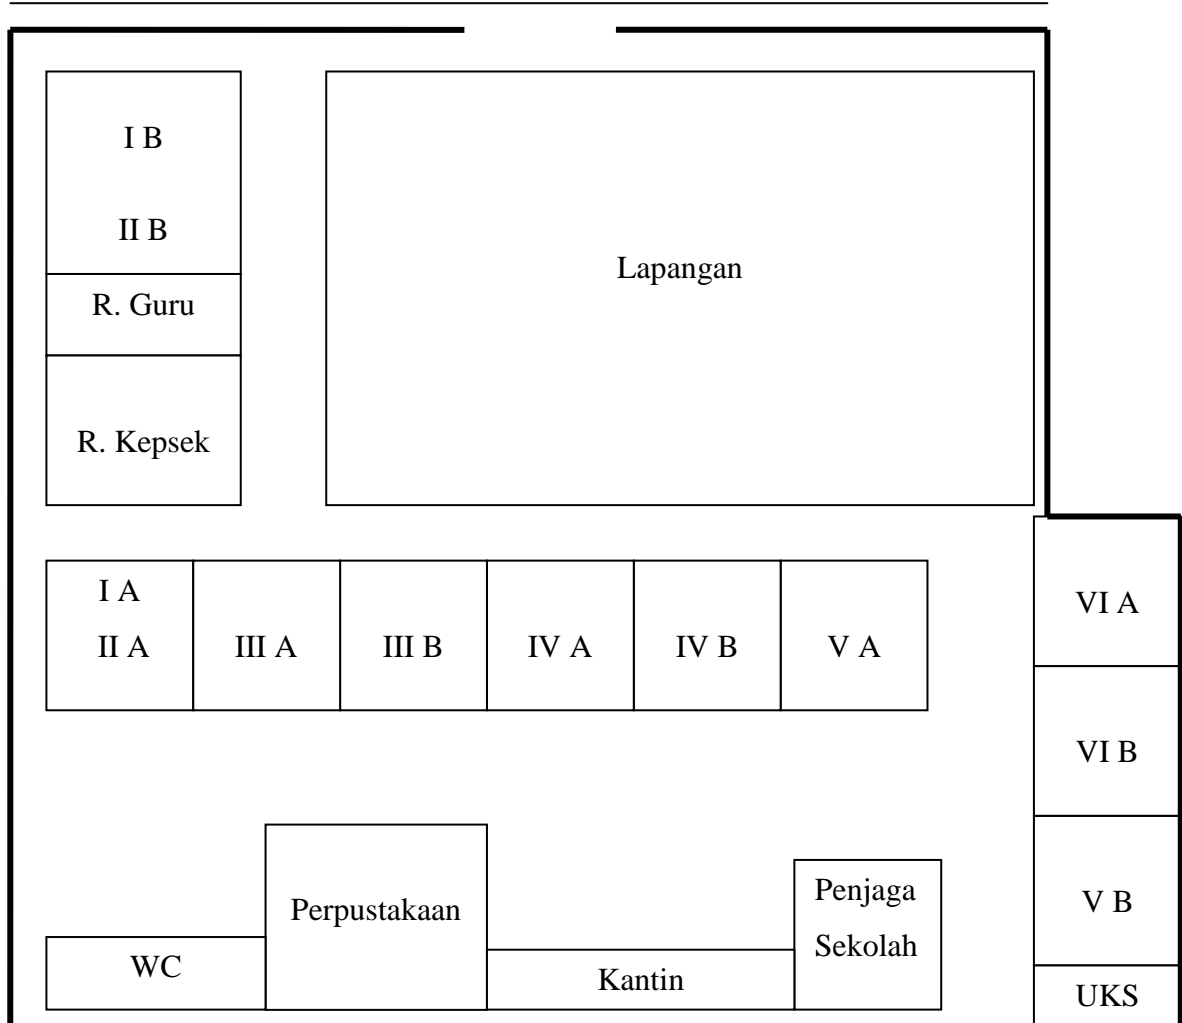 I B
II B
R. Guru
R. Kepsek
Lapangan
I A
II A
III A
III B
IV A
IV B
V A
VI A
VI B
V B
UKS
WC
Perpustakaan
Kantin
Penjaga
Sekolah